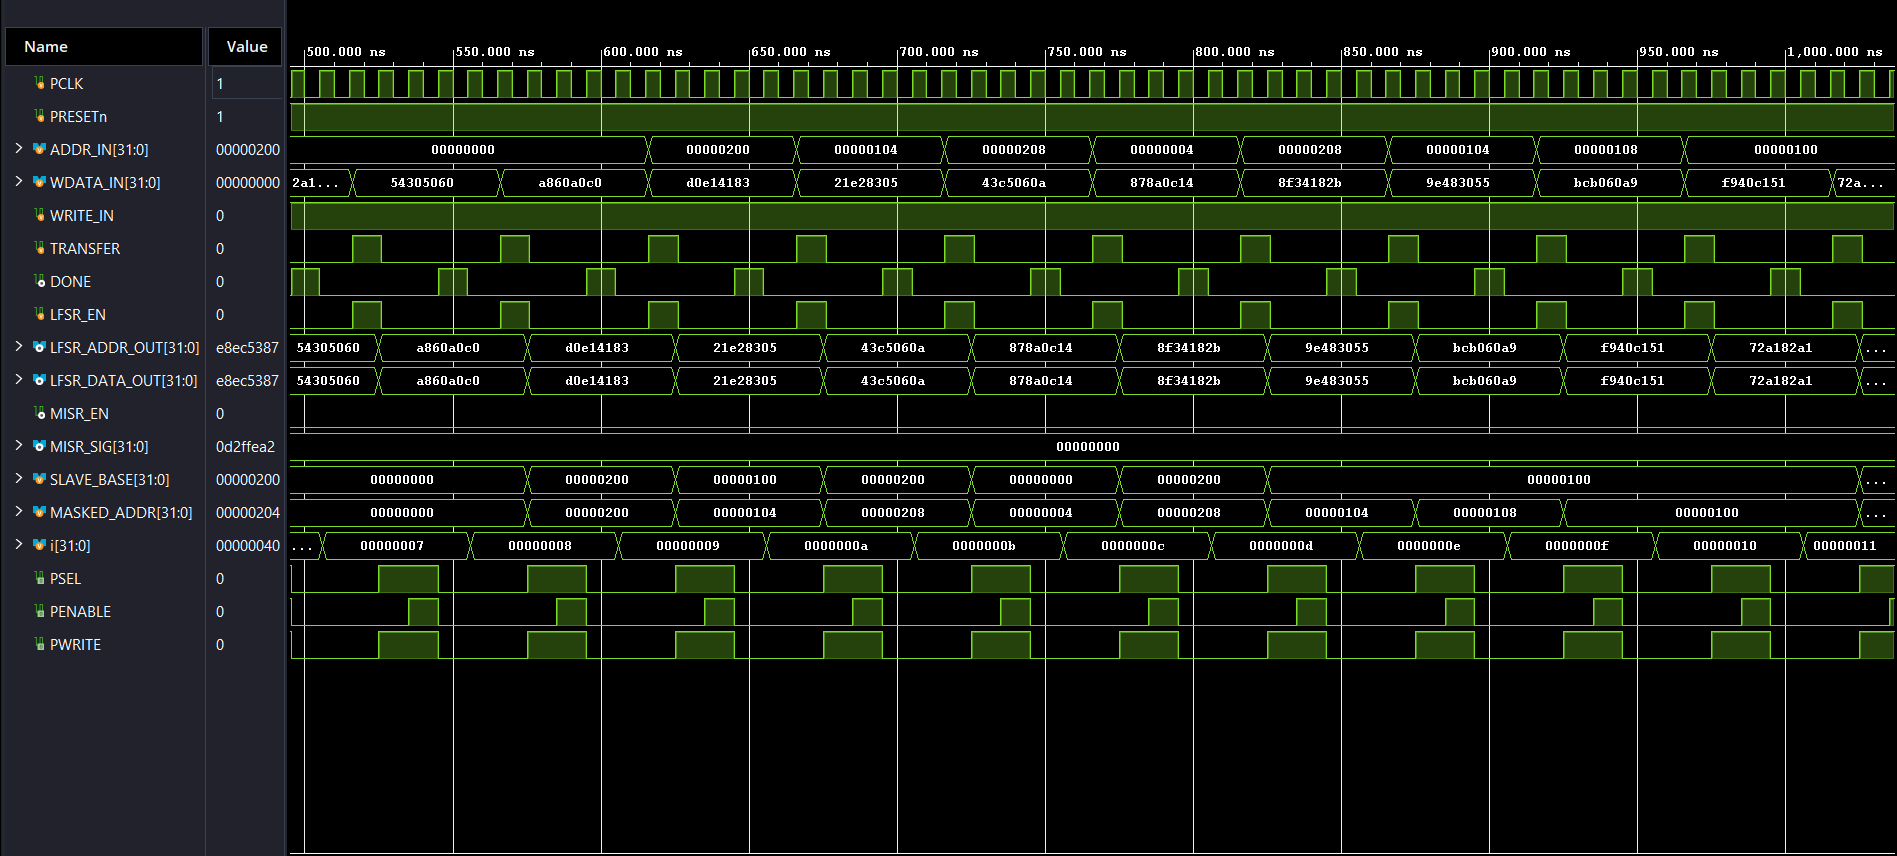 Name Value
500.000 ns 550.000 ns 600.000 ns 650.000 ns 700.000 ns 750.000 ns 800.000 ns 850.000 ns 900.000 ns 950.000 ns 1,000.000 ns
PCLK 1
PRESETn 1
ADDR_IN[31:0] 00000200 00000000 00000200 00000104 00000208 00000004 00000208 00000104 00000108 00000100
WDATA_IN[31:0] 00000000 2a1... 54305060 a860a0c0 d0e14183 21e28305 43c5060a 878a0c14 8f34182b 9e483055 bcb060a9 f940c151 72a...
WRITE_IN 0
TRANSFER 0
DONE 0
LFSR_EN 0
LFSR_ADDR_OUT[31:0] e8ec5387 54305060 a860a0c0 d0e14183 21e28305 43c5060a 878a0c14 8f34182b 9e483055 bcb060a9 f940c151 72a182a1 ...
LFSR_DATA_OUT[31:0] e8ec5387 54305060 a860a0c0 d0e14183 21e28305 43c5060a 878a0c14 8f34182b 9e483055 bcb060a9 f940c151 72a182a1 ...
MISR_EN 0
MISR_SIG[31:0] 0d2ffea2 00000000
SLAVE_BASE[31:0] 00000200 00000000 00000200 00000100 00000200 00000000 00000200 00000100 ...
MASKED_ADDR[31:0] 00000204 00000000 00000200 00000104 00000208 00000004 00000208 00000104 00000108 00000100 ...
i[31:0] 00000040 ... 00000007 00000008 00000009 0000000a 0000000b 0000000c 0000000d 0000000e 0000000f 00000010 00000011
PSEL 0
PENABLE 0
PWRITE 0